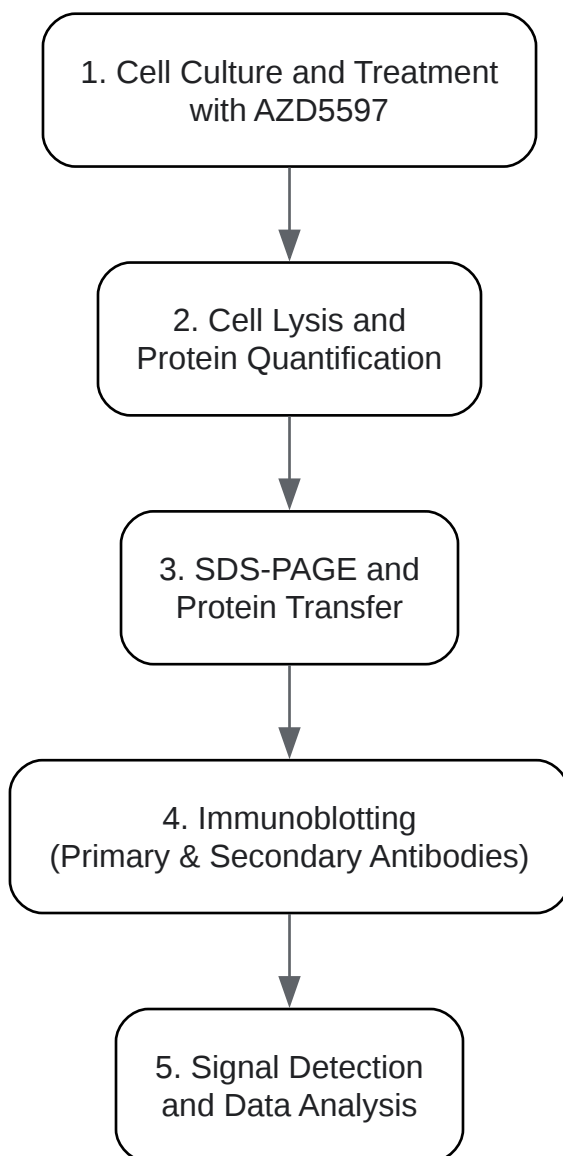 1. Cell Culture and Treatment
with AZD5597
2. Cell Lysis and
Protein Quantification
3. SDS-PAGE and
Protein Transfer
4. Immunoblotting
(Primary & Secondary Antibodies)
5. Signal Detection
and Data Analysis